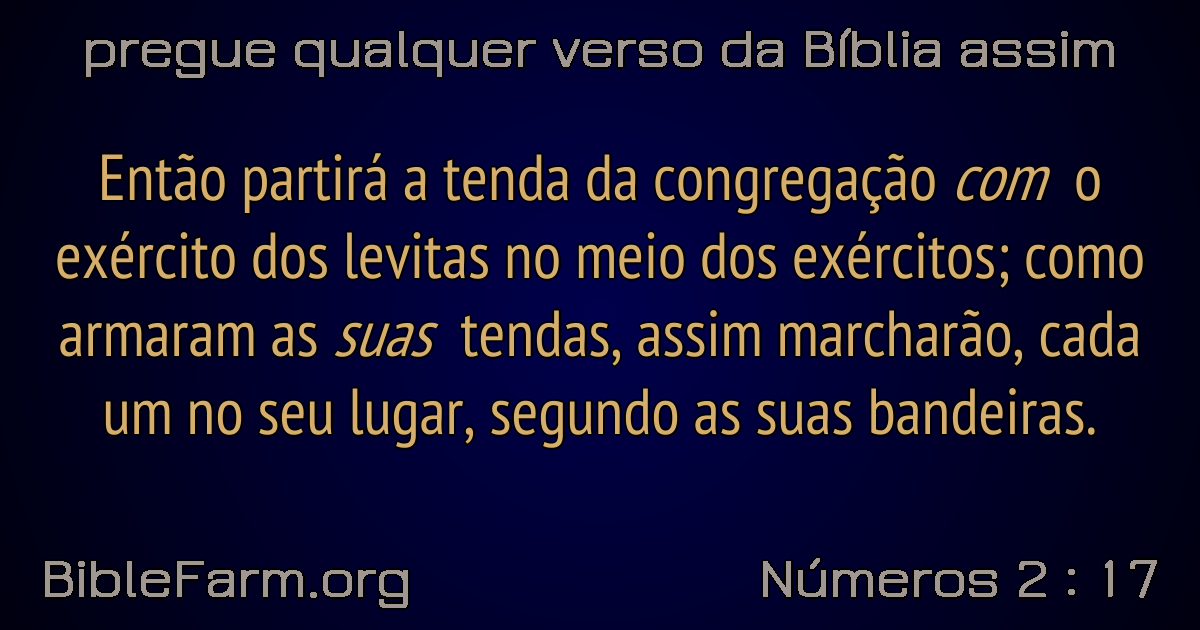 pregue qualquer verso da Bíblia assim
Então partirá a tenda da congregação com o
exército dos levitas no meio dos exércitos; como
armaram as suas tendas, assim marcharão, cada
um no seu lugar, segundo as suas bandeiras.
BibleFarm.org
Números 2 : 17